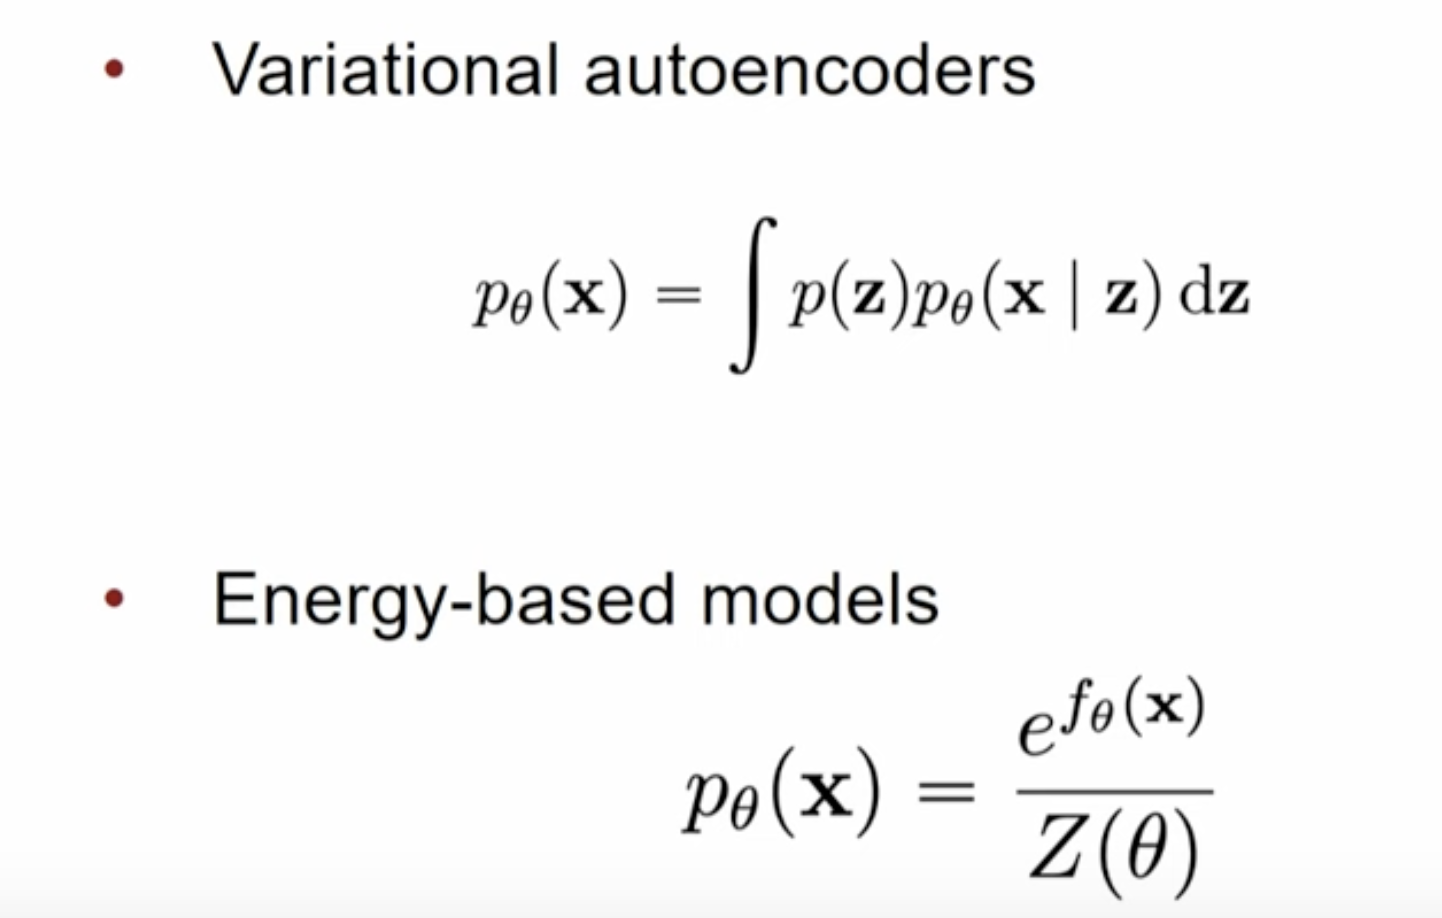 • Variational autoencoders
p_θ(𝐱) = ∫ p(𝐳)p_θ(𝐱 | 𝐳) d𝐳
• Energy-based models
p_θ(𝐱) = e^{f_θ(𝐱)} / Z(θ)